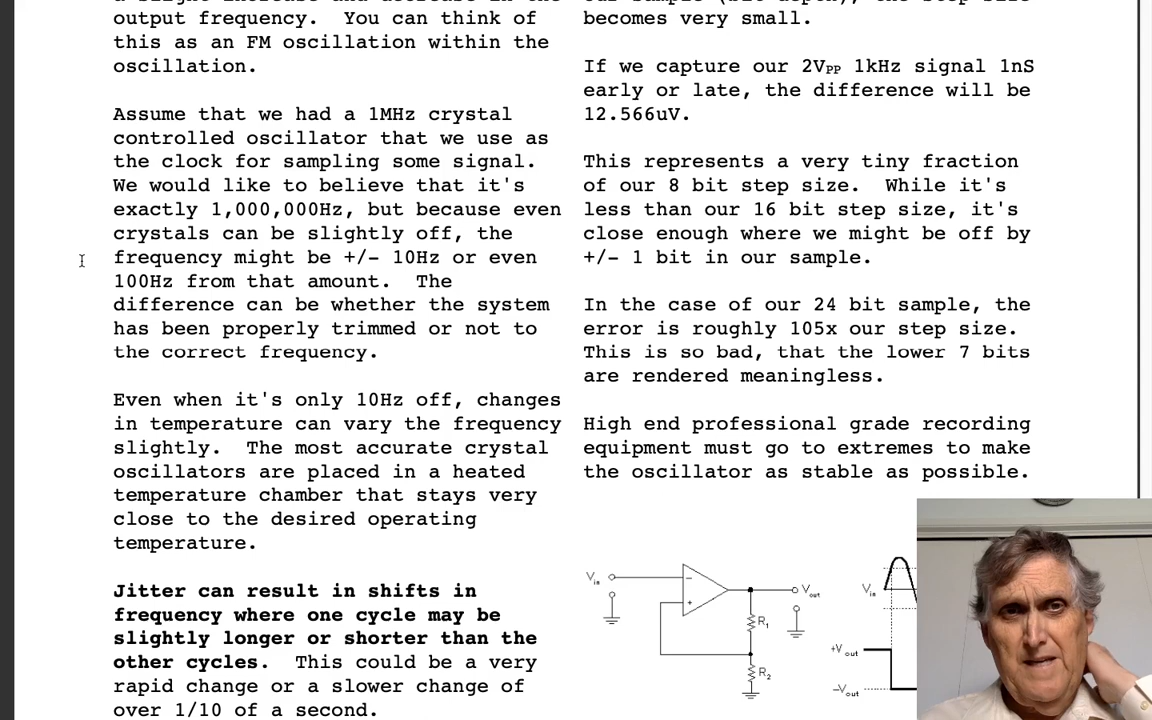 output frequency.  You can think of
this as an FM oscillation within the
oscillation.
Assume that we had a 1MHz crystal
controlled oscillator that we use as
the clock for sampling some signal.
We would like to believe that it's
exactly 1,000,000Hz, but because even
crystals can be slightly off, the
frequency might be +/- 10Hz or even
100Hz from that amount.  The
difference can be whether the system
has been properly trimmed or not to
the correct frequency.
Even when it's only 10Hz off, changes
in temperature can vary the frequency
slightly.  The most accurate crystal
oscillators are placed in a heated
temperature chamber that stays very
close to the desired operating
temperature.
Jitter can result in shifts in
frequency where one cycle may be
slightly longer or shorter than the
other cycles.  This could be a very
rapid change or a slower change of
over 1/10 of a second.
becomes very small.
If we capture our 2VPP 1kHz signal 1nS
early or late, the difference will be
12.566uV.
This represents a very tiny fraction
of our 8 bit step size.  While it's
less than our 16 bit step size, it's
close enough where we might be off by
+/- 1 bit in our sample.
In the case of our 24 bit sample, the
error is roughly 105x our step size.
This is so bad, that the lower 7 bits
are rendered meaningless.
High end professional grade recording
equipment must go to extremes to make
the oscillator as stable as possible.
Vin
Vout
R1
R2
Vin
+Vout
-Vout